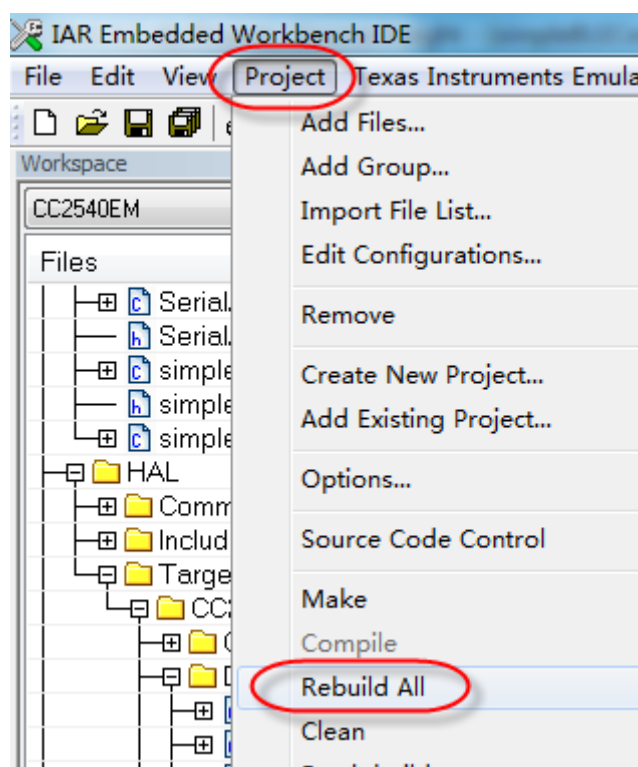 IAR Embedded Workbench IDE
File Edit View Project Texas Instruments Emula
Workspace
CC2540EM
Files
Serial.
Serial.
simple
simple
simple
HAL
Comm
Includ
Targe
CC2
Add Files...
Add Group...
Import File List...
Edit Configurations...
Remove
Create New Project...
Add Existing Project...
Options...
Source Code Control
Make
Compile
Rebuild All
Clean